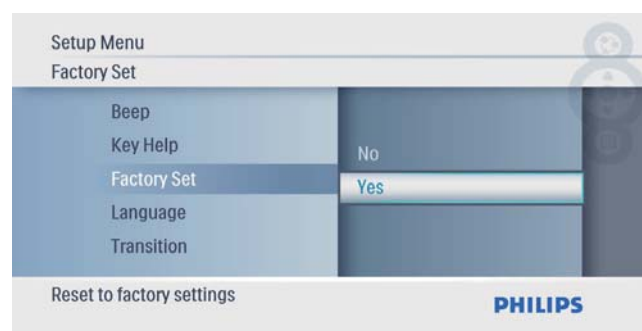 Setup Menu
Factory Set
Beep
Key Help
Factory Set
Language
Transition
No
Yes
Reset to factory settings
PHILIPS